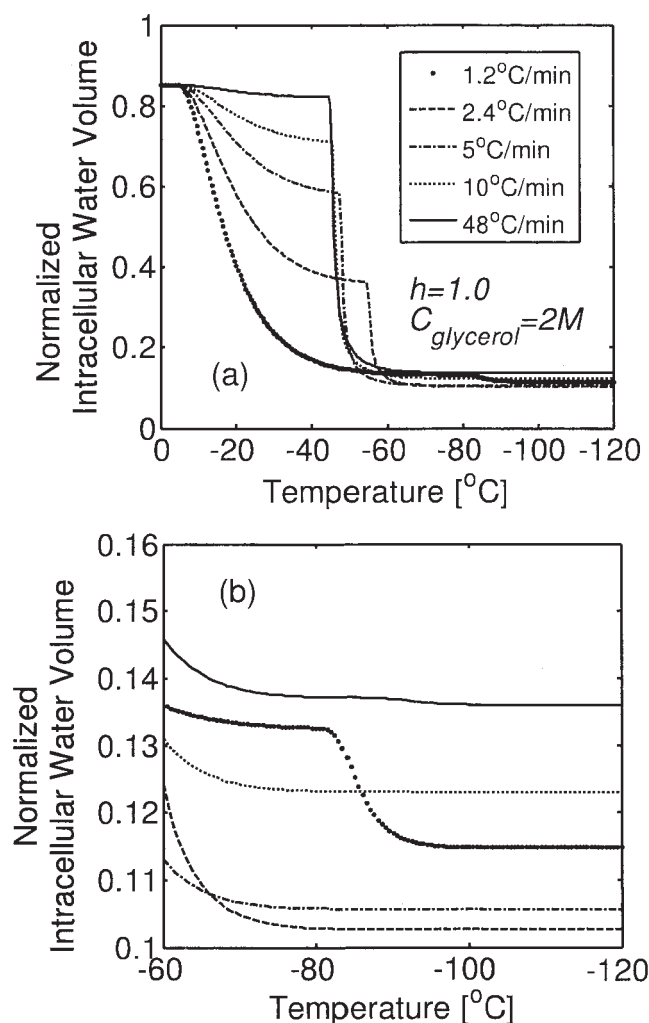 1
0.8
0.6
0.4
0.2
0
Normalized
Intracellular Water Volume
1.2°C/min
2.4°C/min
5°C/min
10°C/min
48°C/min
h=1.0
C_glycerol=2M
(a)
0 -20 -40 -60 -80 -100 -120
Temperature [°C]
0.16
0.15
0.14
0.13
0.12
0.11
0.1
Normalized
Intracellular Water Volume
(b)
-60 -80 -100 -120
Temperature [°C]